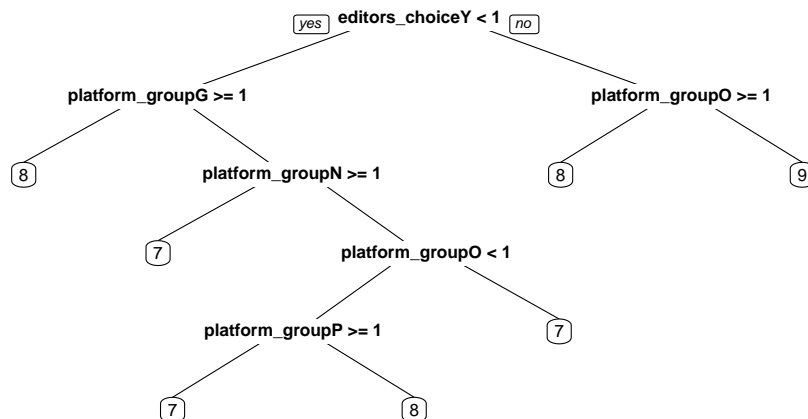 editors_choiceY < 1
yes
no
platform_groupG >= 1
platform_groupO >= 1
8
platform_groupN >= 1
8
9
7
platform_groupO < 1
platform_groupP >= 1
7
7
8